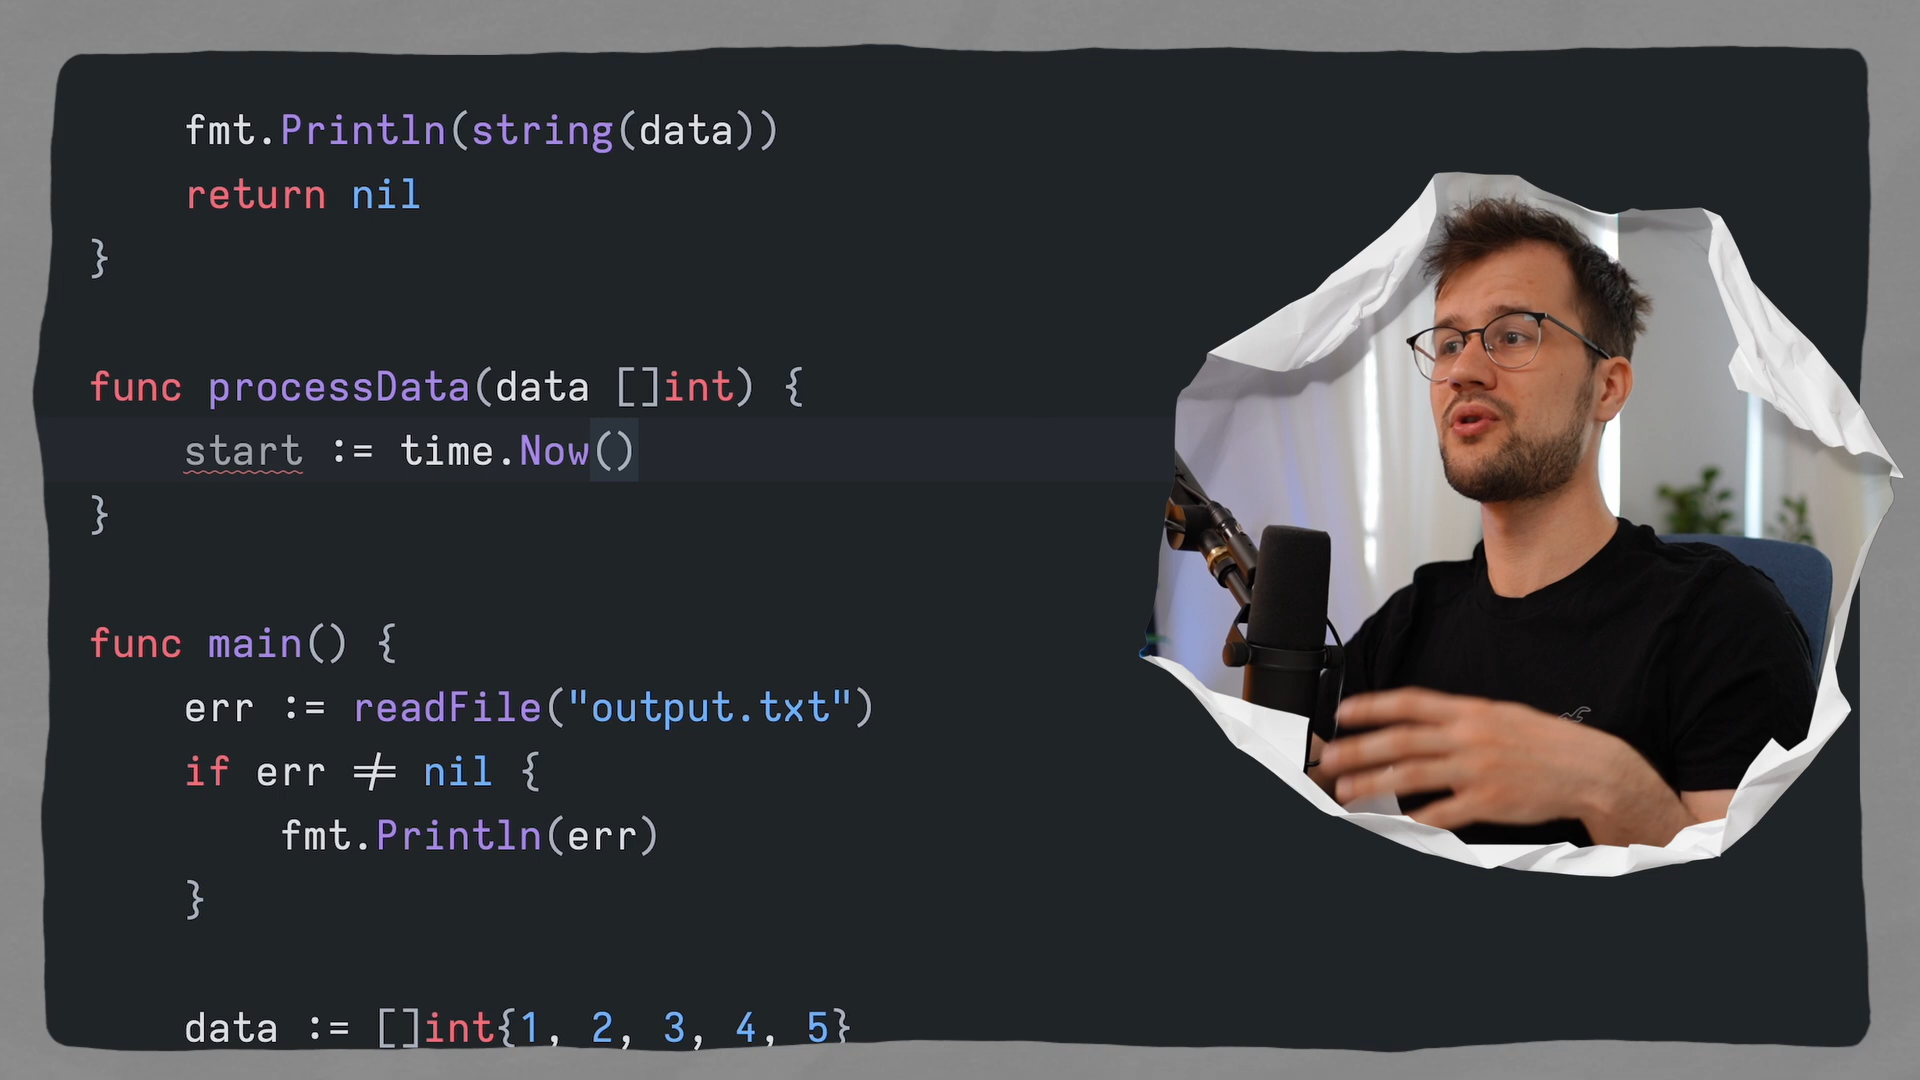 fmt.Println(string(data))
return nil
}
func processData(data []int) {
start := time.Now()
}
func main() {
err := readFile("output.txt")
if err ≠ nil {
fmt.Println(err)
}
data := []int{1, 2, 3, 4, 5}